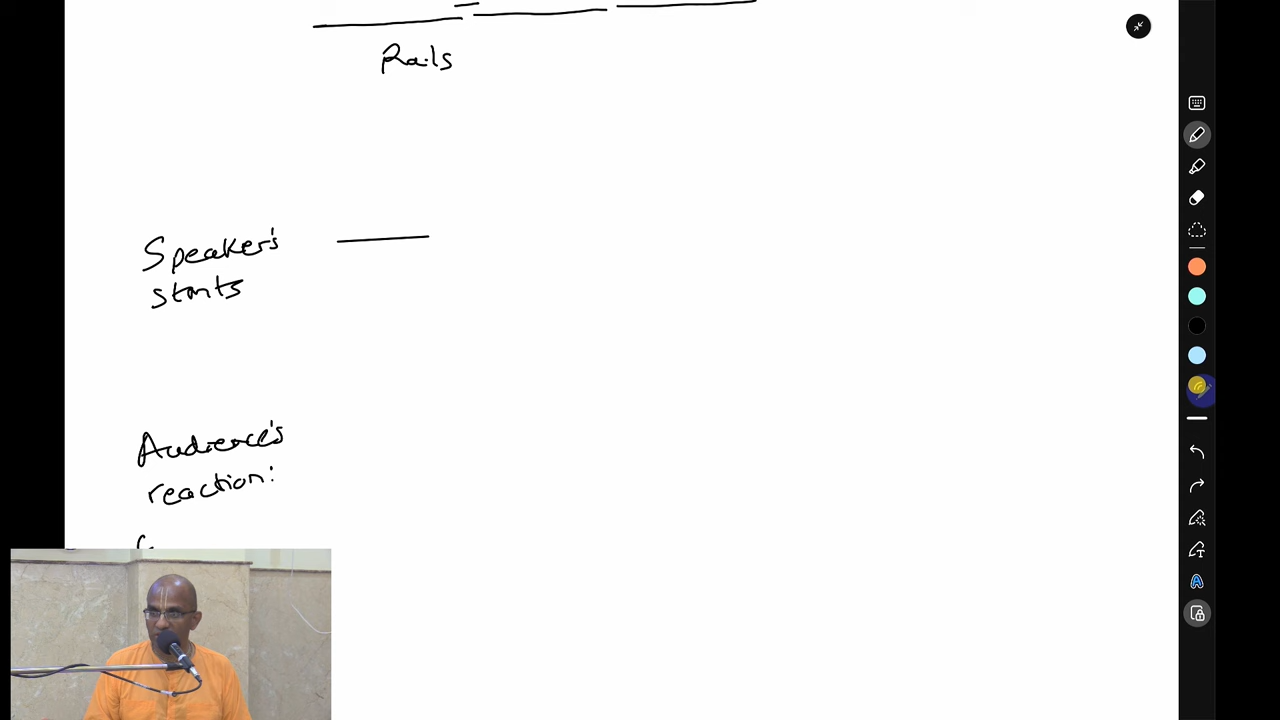 Rails
Speaker's
starts
Audience's
reaction: